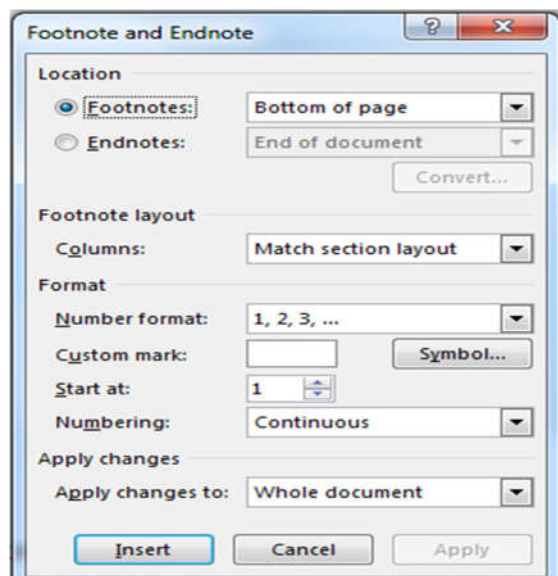 Footnote and Endnote
Location
Footnotes: Bottom of page
Endnotes: End of document
Convert...
Footnote layout
Columns: Match section layout
Format
Number format: 1, 2, 3, ...
Custom mark: Symbol...
Start at: 1
Numbering: Continuous
Apply changes
Apply changes to: Whole document
Insert Cancel Apply